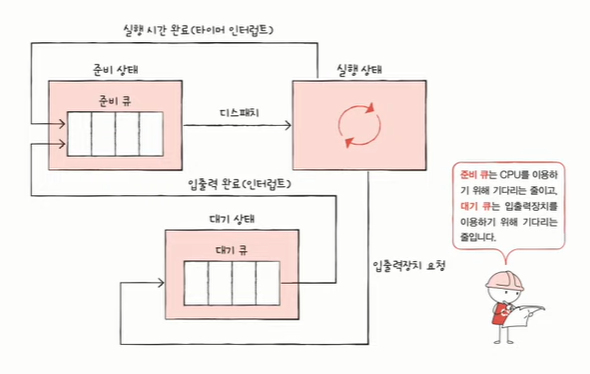 실행 시간 완료(타이머 인터럽트)
준비 상태
실행 상태
준비 큐
디스패치
입출력 완료(인터럽트)
대기 상태
대기 큐
입출력장치 요청
준비 큐는 CPU를 이용하
기 위해 기다리는 줄이고,
대기 큐는 입출력장치를
이용하기 위해 기다리는
줄입니다.